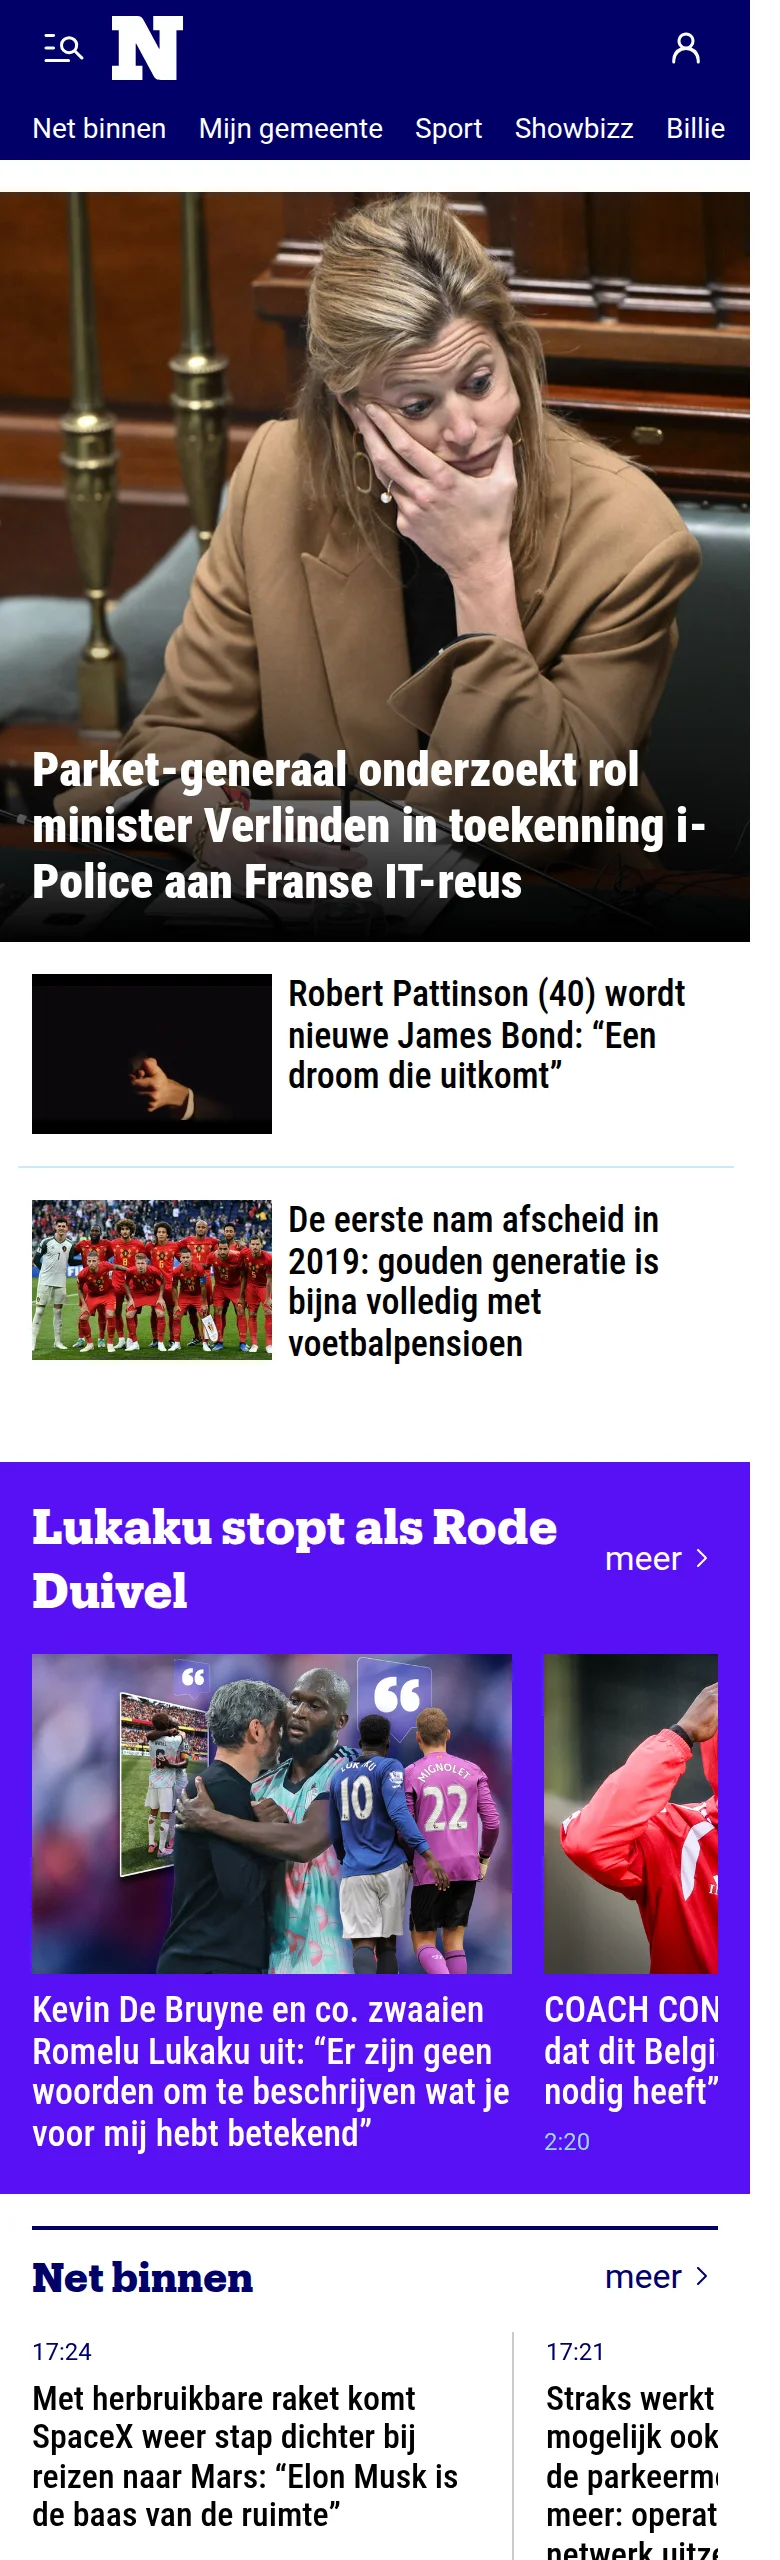 N
Net binnen Mijn gemeente Sport Showbizz Billie
Parket-generaal onderzoekt rol
minister Verlinden in toekenning i-
Police aan Franse IT-reus
Robert Pattinson (40) wordt
nieuwe James Bond: “Een
droom die uitkomt”
De eerste nam afscheid in
2019: gouden generatie is
bijna volledig met
voetbalpensioen
Lukaku stopt als Rode
Duivel
meer
10
MIGNOLET
22
Kevin De Bruyne en co. zwaaien
Romelu Lukaku uit: “Er zijn geen
woorden om te beschrijven wat je
voor mij hebt betekend”
COACH CON
dat dit Belgi
nodig heeft”
2:20
Net binnen
meer
17:24
Met herbruikbare raket komt
SpaceX weer stap dichter bij
reizen naar Mars: “Elon Musk is
de baas van de ruimte”
17:21
Straks werkt
mogelijk ook
de parkeerm
meer: operat
netwerk uitze